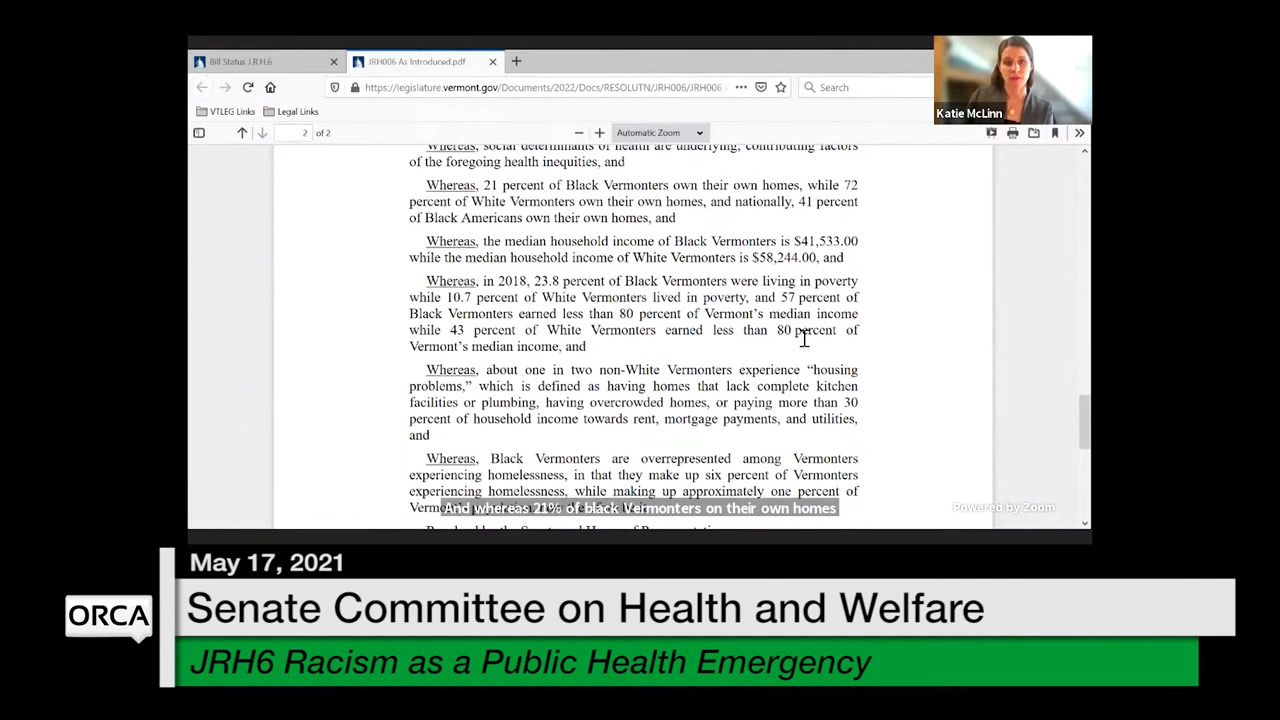 Bill Status J.R.H.6
JRH006 As Introduced.pdf
https://legislature.vermont.gov/Documents/2022/Docs/RESOLUTN/JRH006/JRH006
Search
VTLEG Links
Legal Links
Katie McLinn
2 of 2
Automatic Zoom
Whereas, social determinants of health are underlying, contributing factors
of the foregoing health inequities, and
Whereas, 21 percent of Black Vermonters own their own homes, while 72
percent of White Vermonters own their own homes, and nationally, 41 percent
of Black Americans own their own homes, and
Whereas, the median household income of Black Vermonters is $41,533.00
while the median household income of White Vermonters is $58,244.00, and
Whereas, in 2018, 23.8 percent of Black Vermonters were living in poverty
while 10.7 percent of White Vermonters lived in poverty, and 57 percent of
Black Vermonters earned less than 80 percent of Vermont’s median income
while 43 percent of White Vermonters earned less than 80 percent of
Vermont’s median income, and
Whereas, about one in two non-White Vermonters experience “housing
problems,” which is defined as having homes that lack complete kitchen
facilities or plumbing, having overcrowded homes, or paying more than 30
percent of household income towards rent, mortgage payments, and utilities,
and
Whereas, Black Vermonters are overrepresented among Vermonters
experiencing homelessness, in that they make up six percent of Vermonters
experiencing homelessness, while making up approximately one percent of
And whereas 21% of black Vermonters on their own homes
Powered by Zoom
May 17, 2021
ORCA
Senate Committee on Health and Welfare
JRH6 Racism as a Public Health Emergency